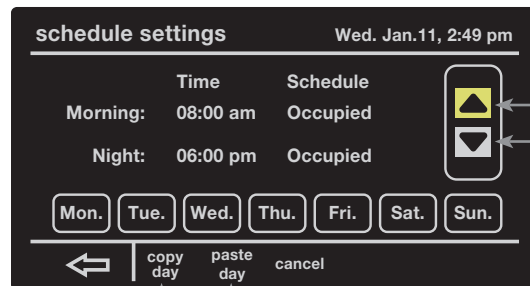 schedule settings Wed. Jan.11, 2:49 pm
Time Schedule
Morning: 08:00 am Occupied
Night: 06:00 pm Occupied
Mon. Tue. Wed. Thu. Fri. Sat. Sun.
copy day paste day cancel